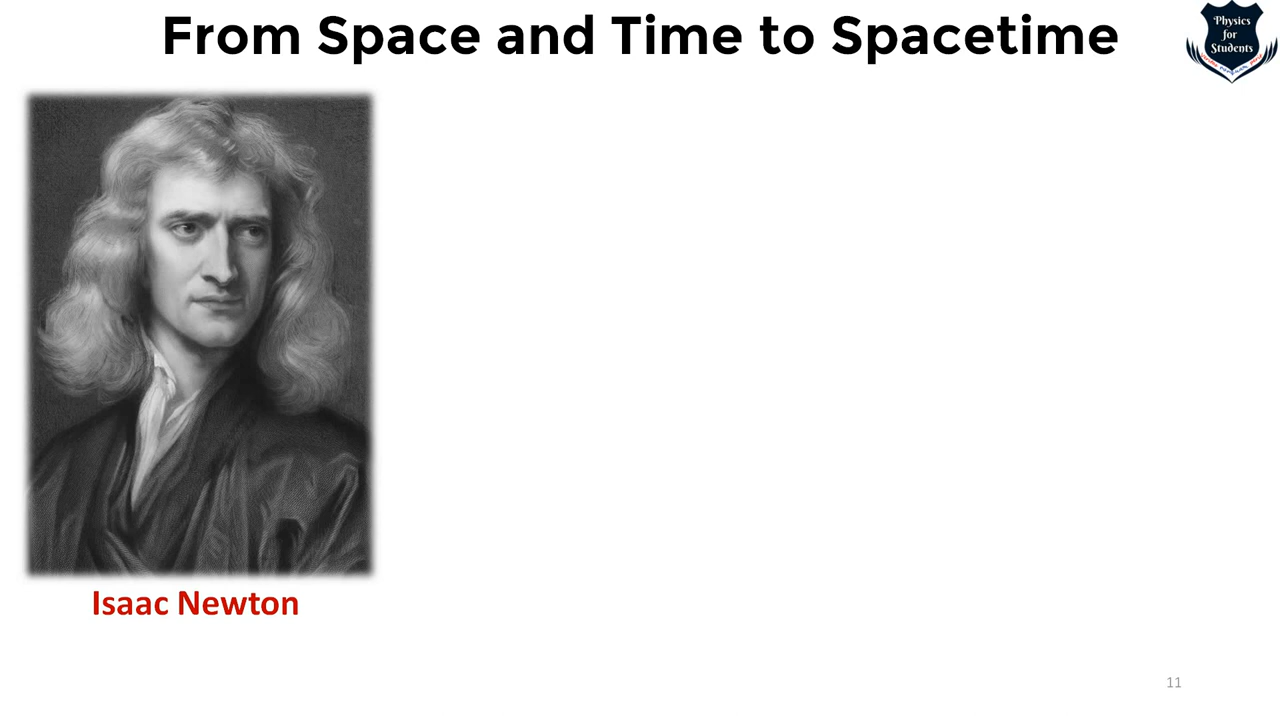 From Space and Time to Spacetime
Physics
for
Students
Isaac Newton
11